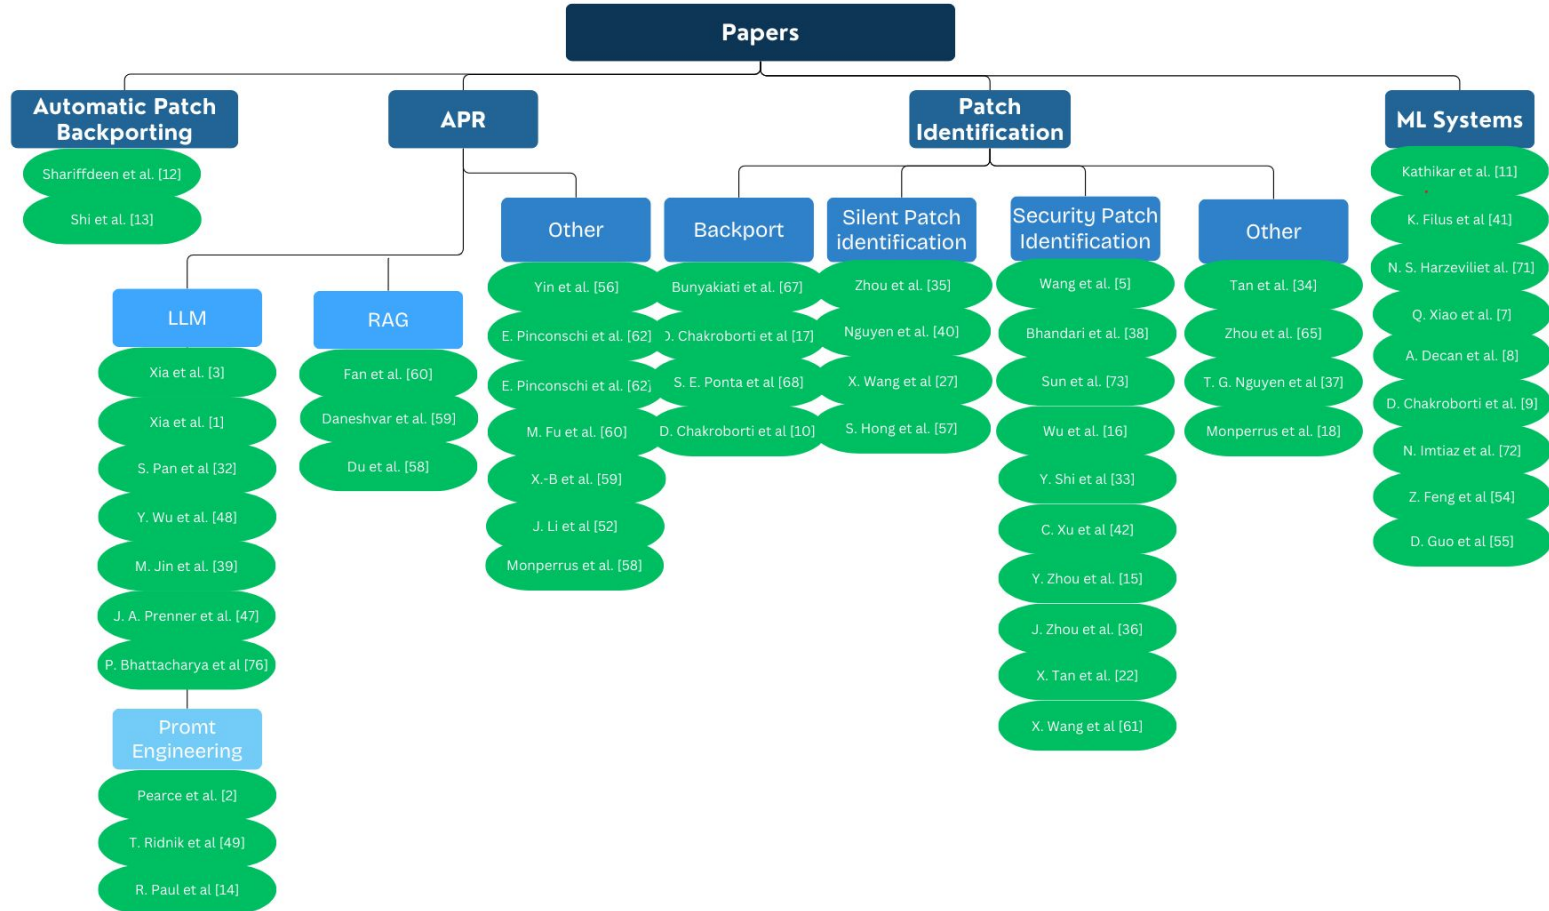 Papers
Automatic Patch
Backporting
Shariffdeen et al. [12]
Shi et al. [13]
APR
LLM
Xia et al. [3]
Xia et al. [1]
S. Pan et al [32]
Y. Wu et al. [48]
M. Jin et al. [39]
J. A. Prenner et al. [47]
P. Bhattacharya et al [76]
Promt
Engineering
Pearce et al. [2]
T. Ridnik et al [49]
R. Paul et al [14]
RAG
Fan et al. [60]
Daneshvar et al. [59]
Du et al. [58]
Other
Yin et al. [56]
E. Pinconschi et al. [62]
E. Pinconschi et al. [62]
M. Fu et al. [60]
X.-B et al. [59]
J. Li et al [52]
Monperrus et al. [58]
Patch
Identification
Backport
Bunyakiati et al. [67]
D. Chakroborti et al [17]
S. E. Ponta et al [68]
D. Chakroborti et al [10]
Silent Patch
identification
Zhou et al. [35]
Nguyen et al. [40]
X. Wang et al [27]
S. Hong et al. [57]
Security Patch
Identification
Wang et al. [5]
Bhandari et al. [38]
Sun et al. [73]
Wu et al. [16]
Y. Shi et al [33]
C. Xu et al [42]
Y. Zhou et al. [15]
J. Zhou et al. [36]
X. Tan et al. [22]
X. Wang et al [61]
Other
Tan et al. [34]
Zhou et al. [65]
T. G. Nguyen et al [37]
Monperrus et al. [18]
ML Systems
Kathikar et al. [11]
K. Filus et al [41]
N. S. Harzeviliet al. [71]
Q. Xiao et al. [7]
A. Decan et al. [8]
D. Chakroborti et al. [9]
N. Imtiaz et al. [72]
Z. Feng et al [54]
D. Guo et al [55]